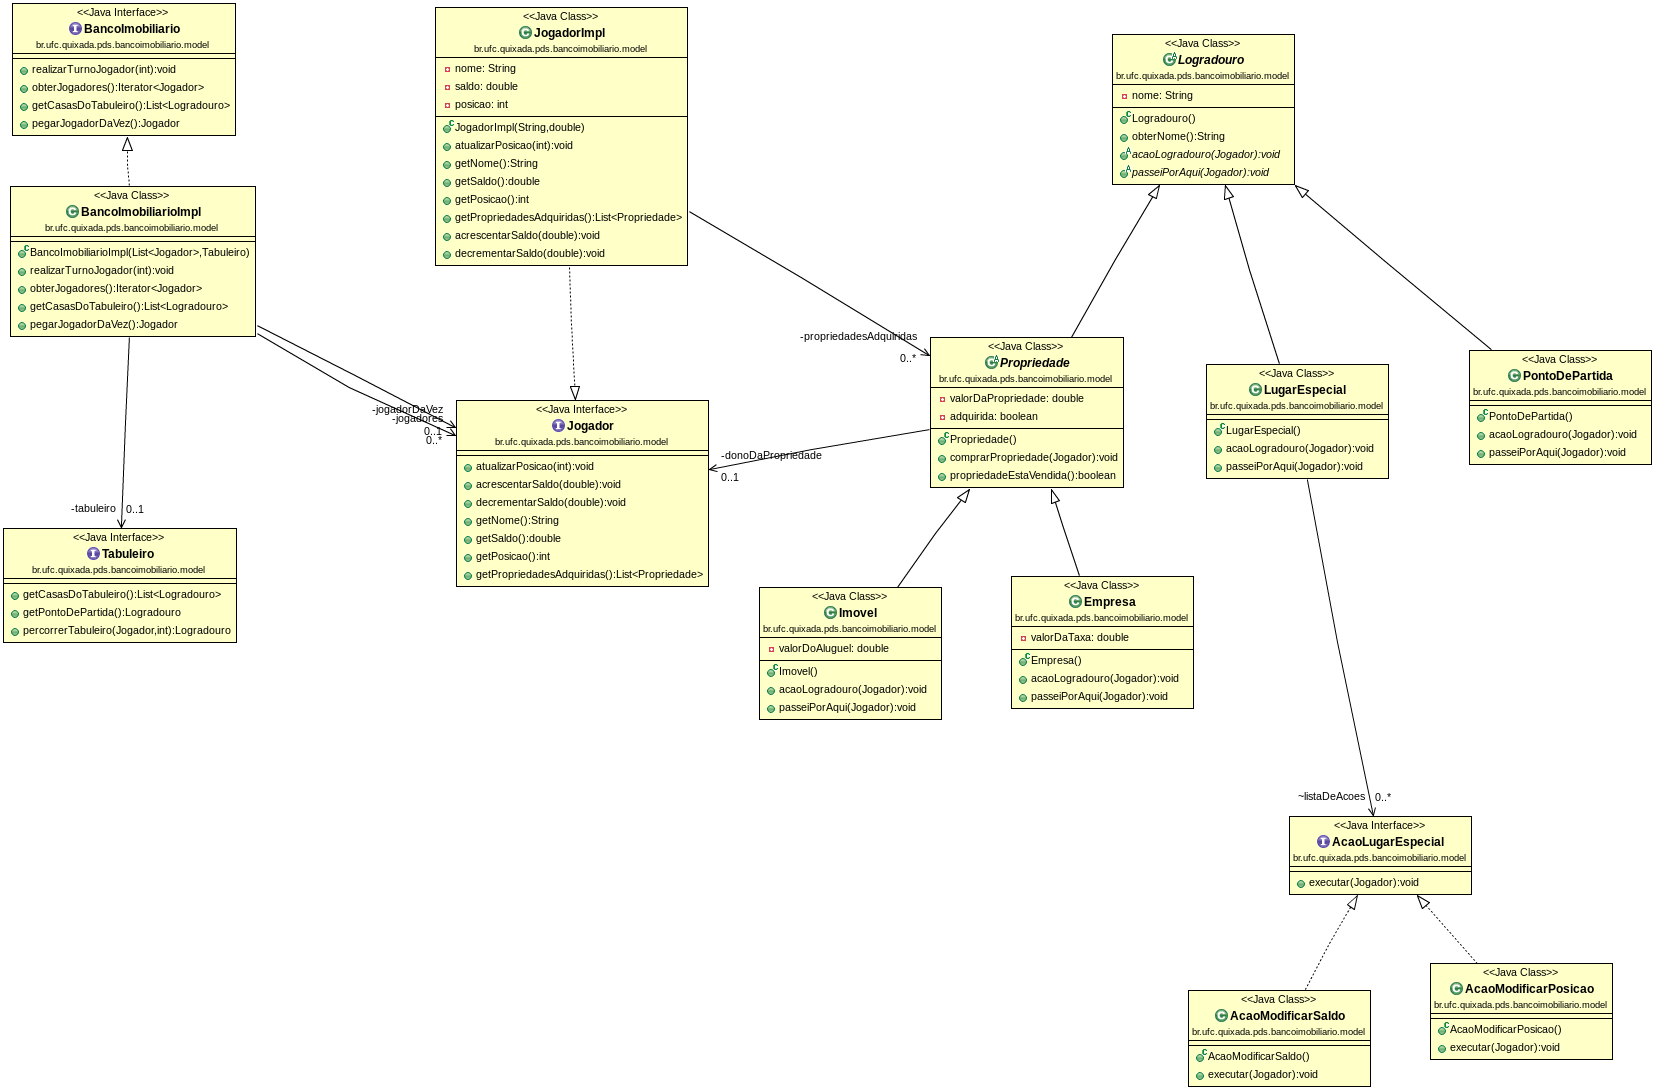 <<Java Interface>>
BancoImobiliario
br.ufc.quixada.pds.bancoimobiliario.model
realizarTurnoJogador(int):void
obterJogadores():Iterator<Jogador>
getCasasDoTabuleiro():List<Logradouro>
pegarJogadorDaVez():Jogador
<<Java Class>>
BancoImobiliarioImpl
br.ufc.quixada.pds.bancoimobiliario.model
BancoImobiliarioImpl(List<Jogador>,Tabuleiro)
realizarTurnoJogador(int):void
obterJogadores():Iterator<Jogador>
getCasasDoTabuleiro():List<Logradouro>
pegarJogadorDaVez():Jogador
-tabuleiro 0..1
<<Java Interface>>
Tabuleiro
br.ufc.quixada.pds.bancoimobiliario.model
getCasasDoTabuleiro():List<Logradouro>
getPontoDePartida():Logradouro
percorrerTabuleiro(Jogador,int):Logradouro
<<Java Class>>
JogadorImpl
br.ufc.quixada.pds.bancoimobiliario.model
nome: String
saldo: double
posicao: int
JogadorImpl(String,double)
atualizarPosicao(int):void
getNome():String
getSaldo():double
getPosicao():int
getPropriedadesAdquiridas():List<Propriedade>
acrescentarSaldo(double):void
decrementarSaldo(double):void
-jogadorDaVez
-jogadores
0..1
0..*
<<Java Interface>>
Jogador
br.ufc.quixada.pds.bancoimobiliario.model
atualizarPosicao(int):void
acrescentarSaldo(double):void
decrementarSaldo(double):void
getNome():String
getSaldo():double
getPosicao():int
getPropriedadesAdquiridas():List<Propriedade>
-propriedadesAdquiridas
0..*
-donoDaPropriedade
0..1
<<Java Class>>
Logradouro
br.ufc.quixada.pds.bancoimobiliario.model
nome: String
Logradouro()
obterNome():String
acaoLogradouro(Jogador):void
passeiPorAqui(Jogador):void
<<Java Class>>
Propriedade
br.ufc.quixada.pds.bancoimobiliario.model
valorDaPropriedade: double
adquirida: boolean
Propriedade()
comprarPropriedade(Jogador):void
propriedadeEstaVendida():boolean
<<Java Class>>
LugarEspecial
br.ufc.quixada.pds.bancoimobiliario.model
LugarEspecial()
acaoLogradouro(Jogador):void
passeiPorAqui(Jogador):void
<<Java Class>>
PontoDePartida
br.ufc.quixada.pds.bancoimobiliario.model
PontoDePartida()
acaoLogradouro(Jogador):void
passeiPorAqui(Jogador):void
<<Java Class>>
Imovel
br.ufc.quixada.pds.bancoimobiliario.model
valorDoAluguel: double
Imovel()
acaoLogradouro(Jogador):void
passeiPorAqui(Jogador):void
<<Java Class>>
Empresa
br.ufc.quixada.pds.bancoimobiliario.model
valorDaTaxa: double
Empresa()
acaoLogradouro(Jogador):void
passeiPorAqui(Jogador):void
~listaDeAcoes 0..*
<<Java Interface>>
AcaoLugarEspecial
br.ufc.quixada.pds.bancoimobiliario.model
executar(Jogador):void
<<Java Class>>
AcaoModificarSaldo
br.ufc.quixada.pds.bancoimobiliario.model
AcaoModificarSaldo()
executar(Jogador):void
<<Java Class>>
AcaoModificarPosicao
br.ufc.quixada.pds.bancoimobiliario.model
AcaoModificarPosicao()
executar(Jogador):void